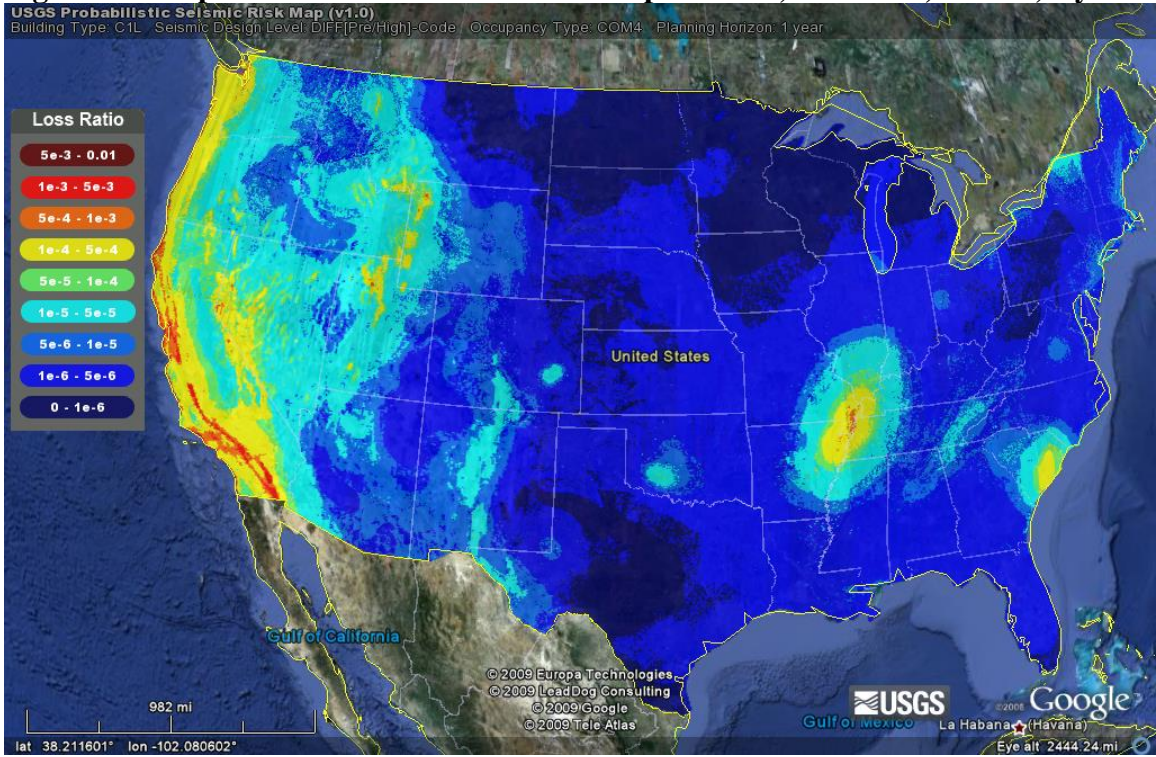 USGS Probabilistic Seismic Risk Map (v1.0)
Building Type: C1L Seismic Design Level: DIFF[Pre/High]-Code Occupancy Type: COM4 Planning Horizon: 1 year
Loss Ratio
5e-3 - 0.01
1e-3 - 5e-3
5e-4 - 1e-3
1e-4 - 5e-4
5e-5 - 1e-4
1e-5 - 5e-5
5e-6 - 1e-5
1e-6 - 5e-6
0 - 1e-6
United States
Gulf of California
© 2009 Europa Technologies
© 2009 LeadDog Consulting
© 2009 Google
© 2009 Tele Atlas
USGS
©2008 Google
Gulf of Mexico
La Habana (Havana)
982 mi
lat 38.211601° lon -102.080602°
Eye alt 2444.24 mi